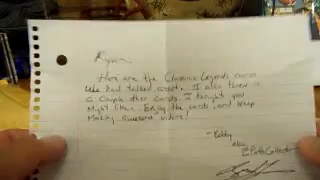 Ryan,
Here are the Classics Legends cards
we had talked about. I also threw in
a couple other cards I thought you
might like. Enjoy the cards and keep
making awesome videos!
- Bobby
aka